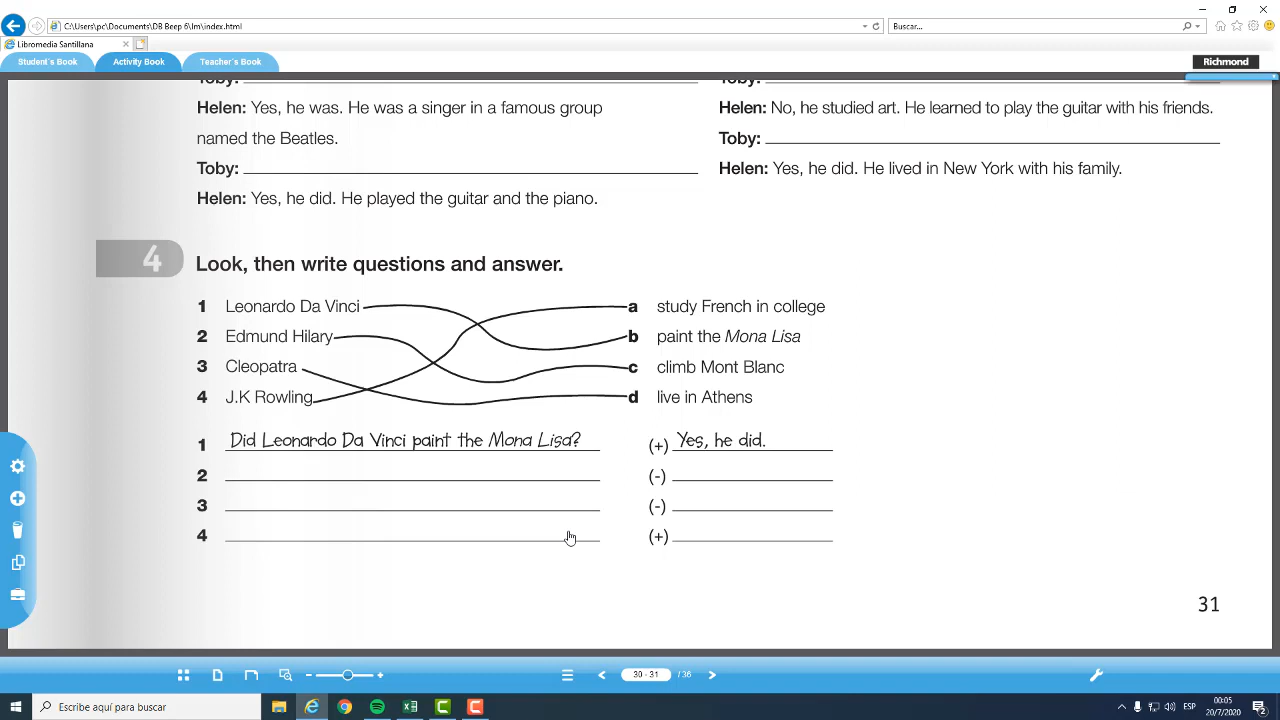 C:\Users\pc\Documents\DB Beep 6\lm\index.html
Buscar...
Libromedia Santillana
Student's Book
Activity Book
Teacher's Book
Richmond
Toby:
Toby:
Helen: Yes, he was. He was a singer in a famous group
named the Beatles.
Toby:
Helen: Yes, he did. He played the guitar and the piano.
Helen: No, he studied art. He learned to play the guitar with his friends.
Toby:
Helen: Yes, he did. He lived in New York with his family.
4 Look, then write questions and answer.
1 Leonardo Da Vinci
a study French in college
2 Edmund Hilary
b paint the Mona Lisa
3 Cleopatra
c climb Mont Blanc
4 J.K Rowling
d live in Athens
1 Did Leonardo Da Vinci paint the Mona Lisa? (+) Yes, he did.
2 (-)
3 (-)
4 (+)
31
30 - 31 / 36
Escribe aquí para buscar
ESP
00:05
20/7/2020
2